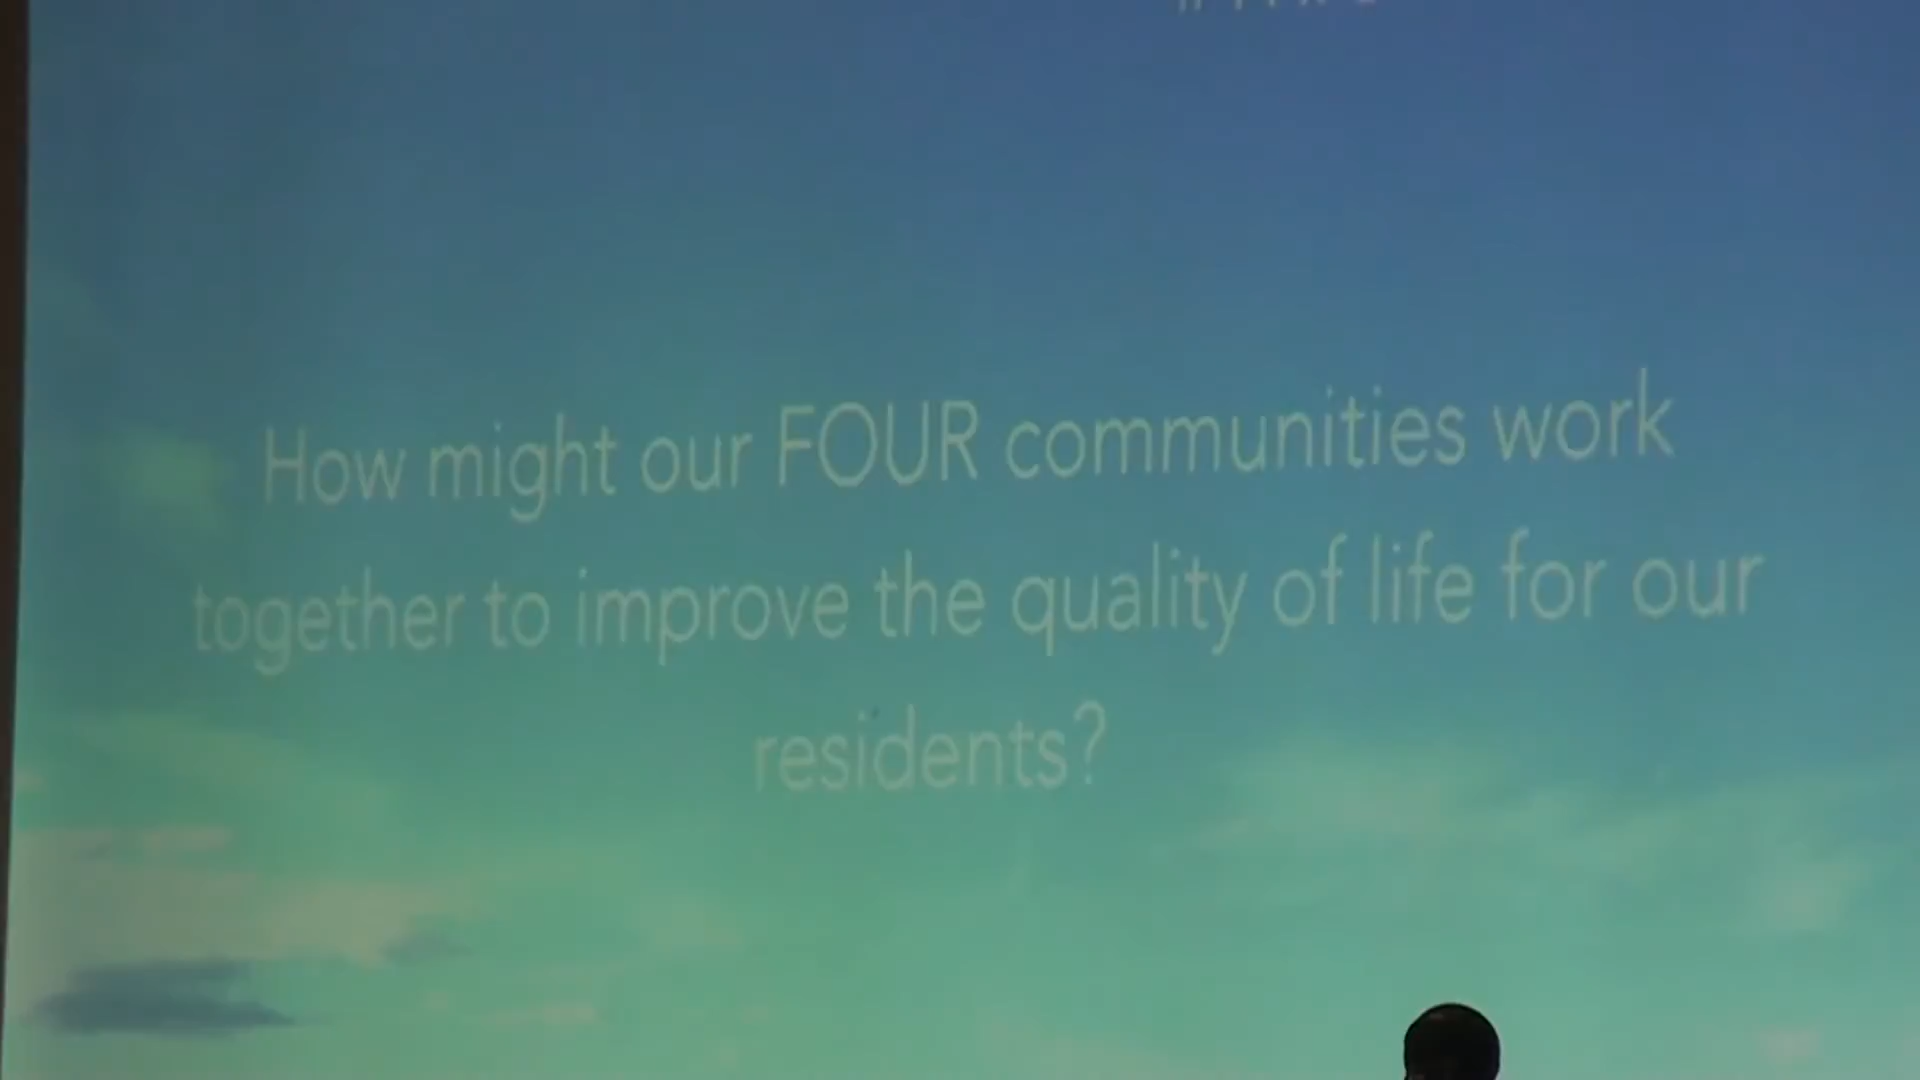 How might our FOUR communities work
together to improve the quality of life for our
residents?